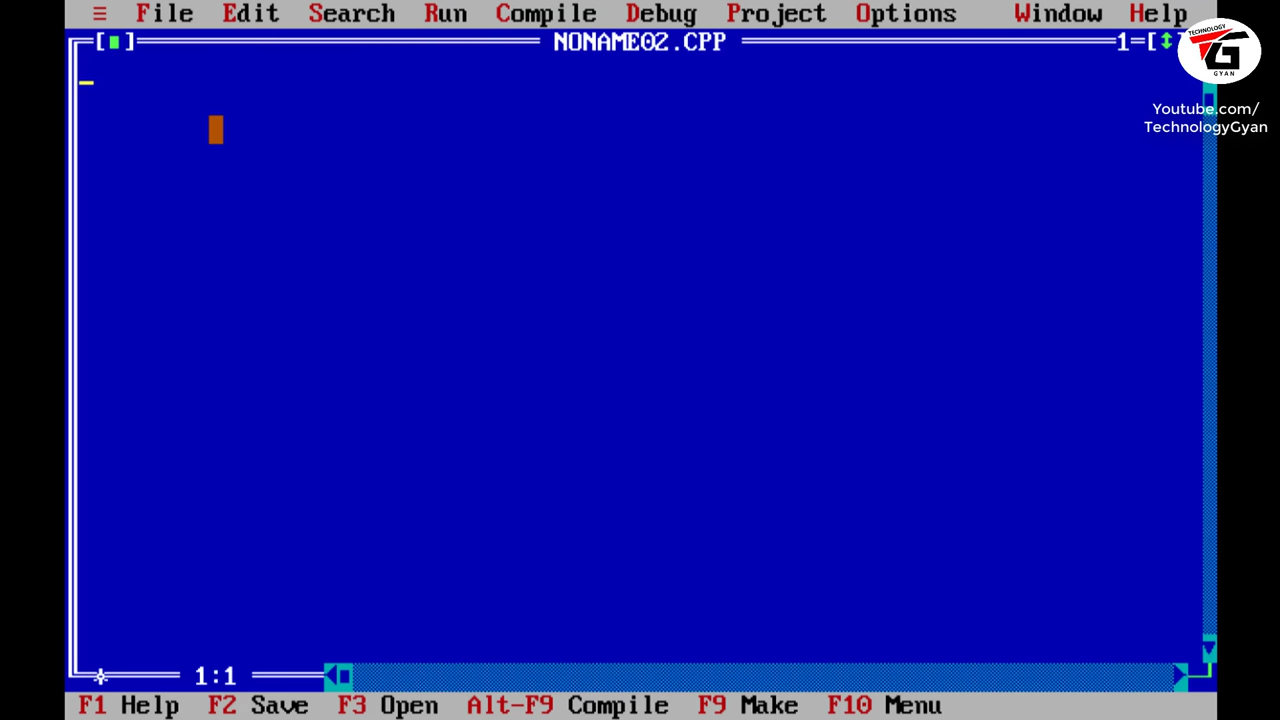 ≡ File Edit Search Run Compile Debug Project Options Window Help
[■] NONAME02.CPP 1=[↕]
TECHNOLOGY
TG
GYAN
Youtube.com/
TechnologyGyan
1:1
F1 Help F2 Save F3 Open Alt-F9 Compile F9 Make F10 Menu